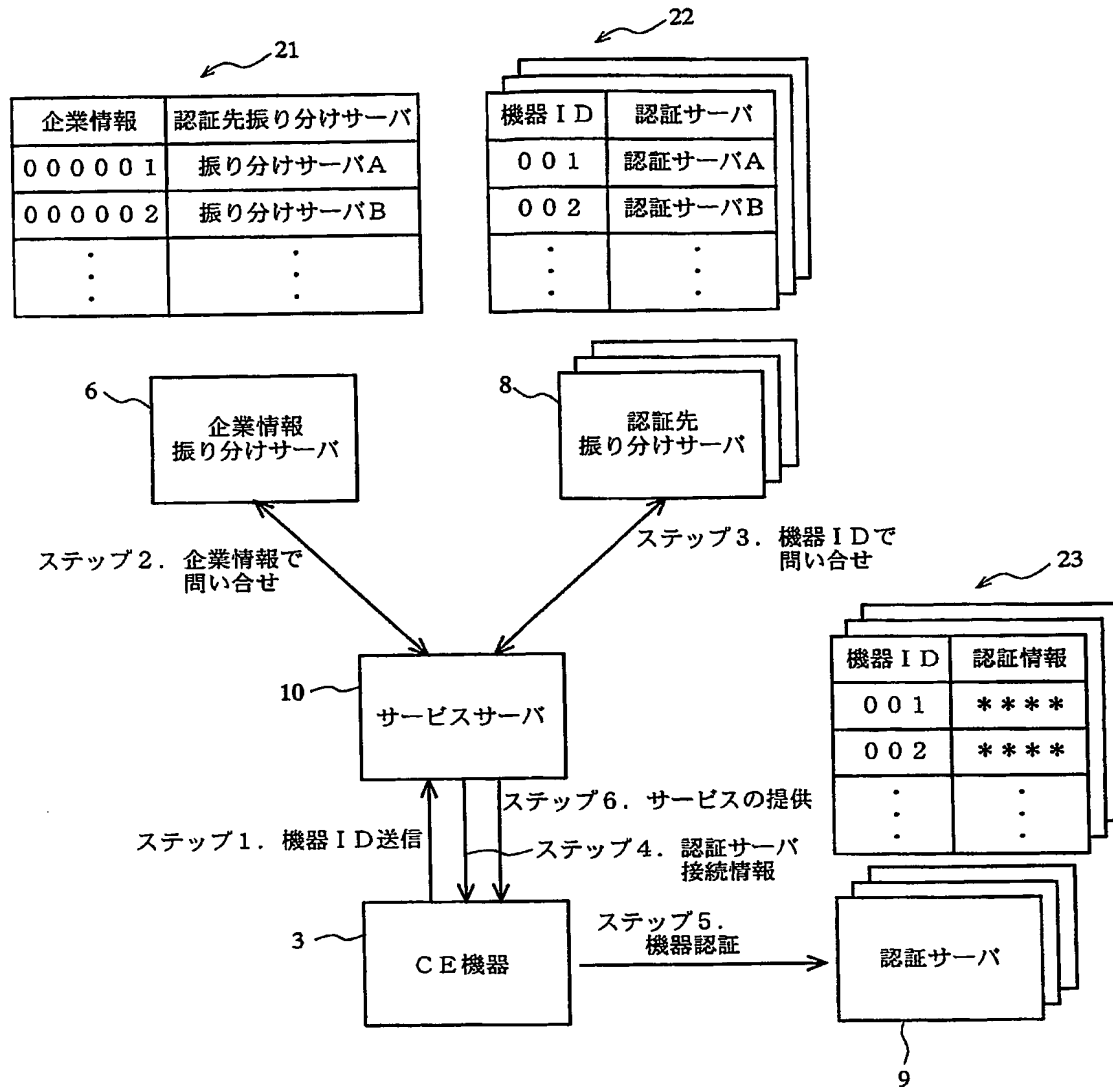 21
企業情報 認証先振り分けサーバ
000001 振り分けサーバA
000002 振り分けサーバB
22
機器ID 認証サーバ
001 認証サーバA
002 認証サーバB
6
企業情報
振り分けサーバ
8
認証先
振り分けサーバ
ステップ2.企業情報で
問い合せ
ステップ3.機器IDで
問い合せ
23
機器ID 認証情報
001 ****
002 ****
10
サービスサーバ
ステップ1.機器ID送信
ステップ6.サービスの提供
ステップ4.認証サーバ
接続情報
3
CE機器
ステップ5.
機器認証
認証サーバ
9